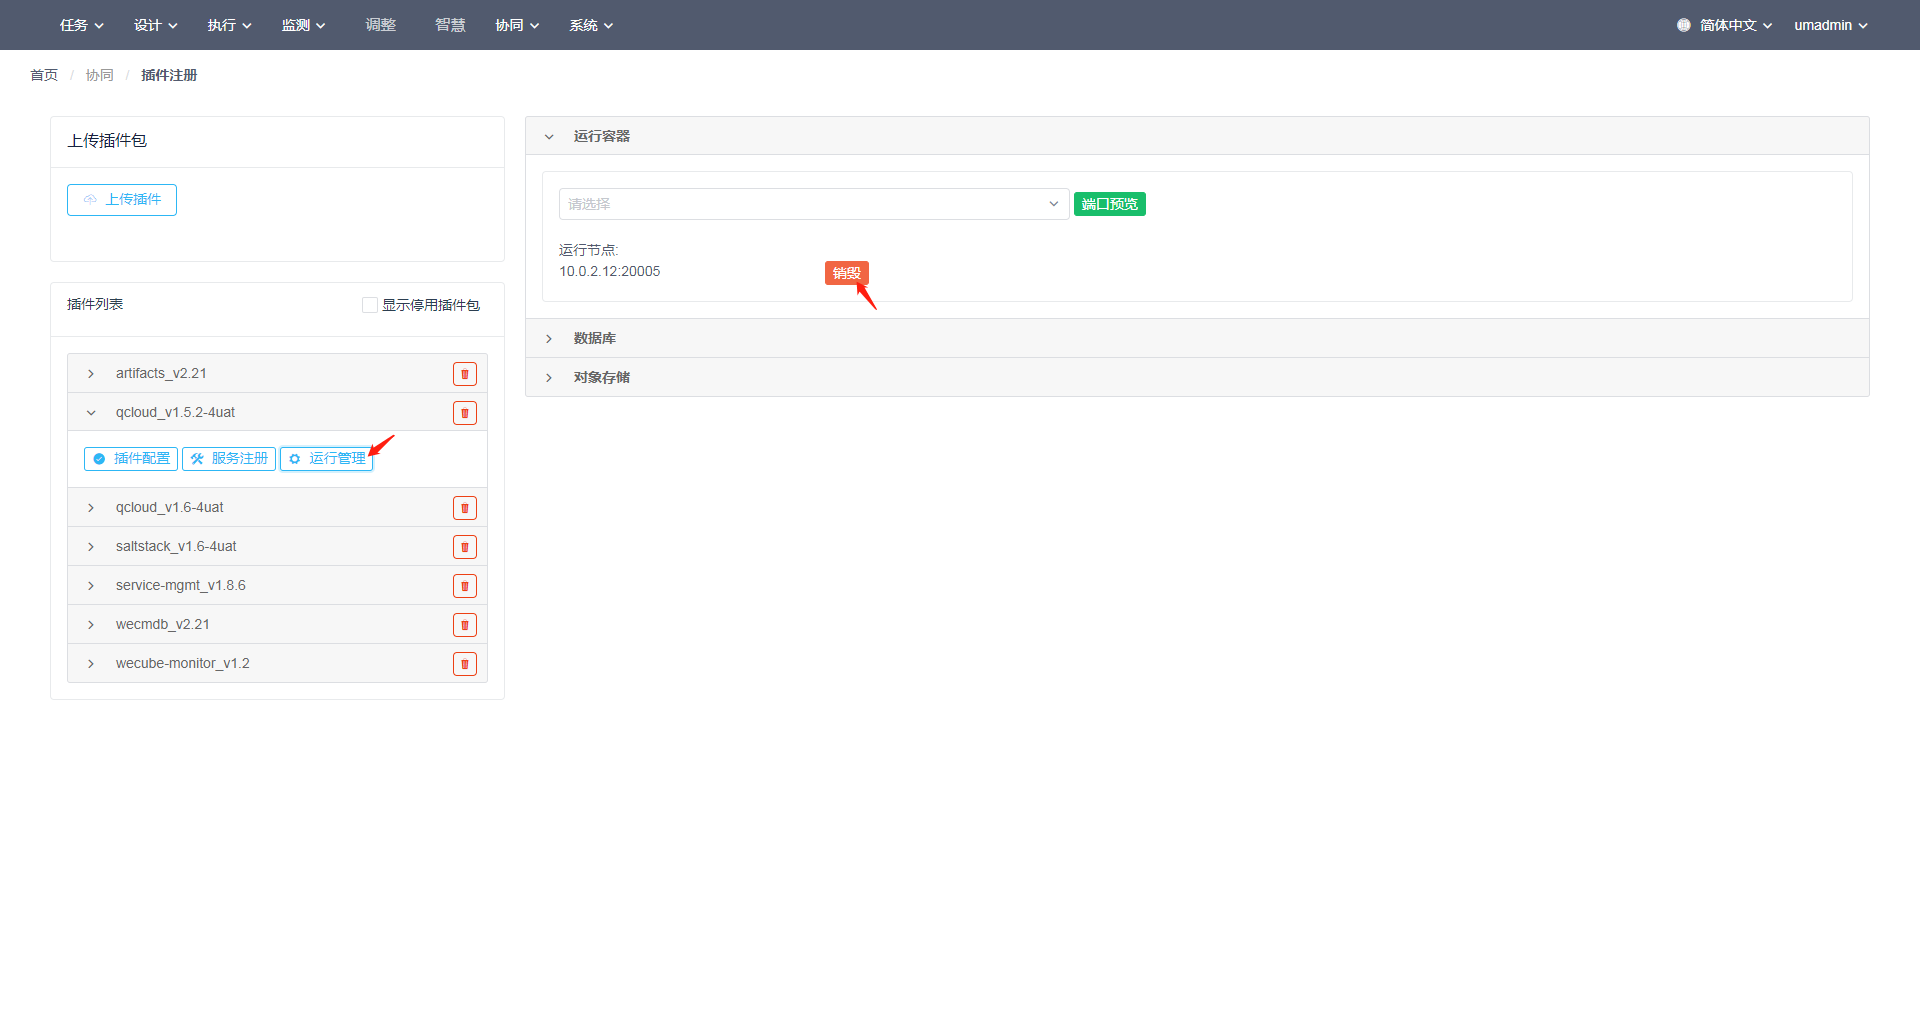 任务 设计 执行 监测 调整 智慧 协同 系统 简体中文 umadmin
首页 / 协同 / 插件注册
上传插件包
上传插件
插件列表 显示停用插件包
artifacts_v2.21
qcloud_v1.5.2-4uat
插件配置 服务注册 运行管理
qcloud_v1.6-4uat
saltstack_v1.6-4uat
service-mgmt_v1.8.6
wecmdb_v2.21
wecube-monitor_v1.2
运行容器
请选择 端口预览
运行节点:
10.0.2.12:20005 销毁
数据库
对象存储